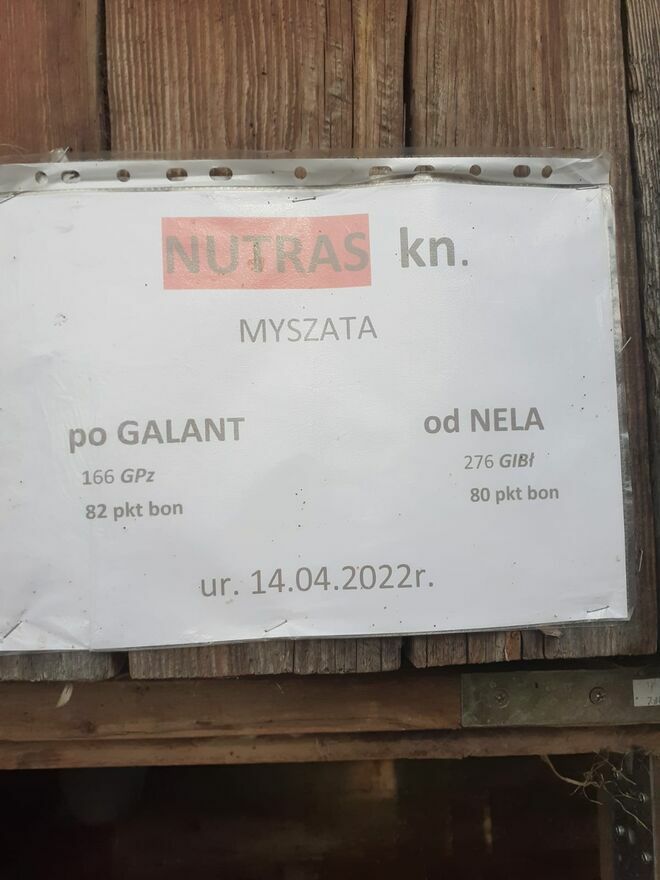 NUTRAS kn.
MYSZATA
po GALANT
166 GPz
82 pkt bon
od NELA
276 GIBł
80 pkt bon
ur. 14.04.2022r.